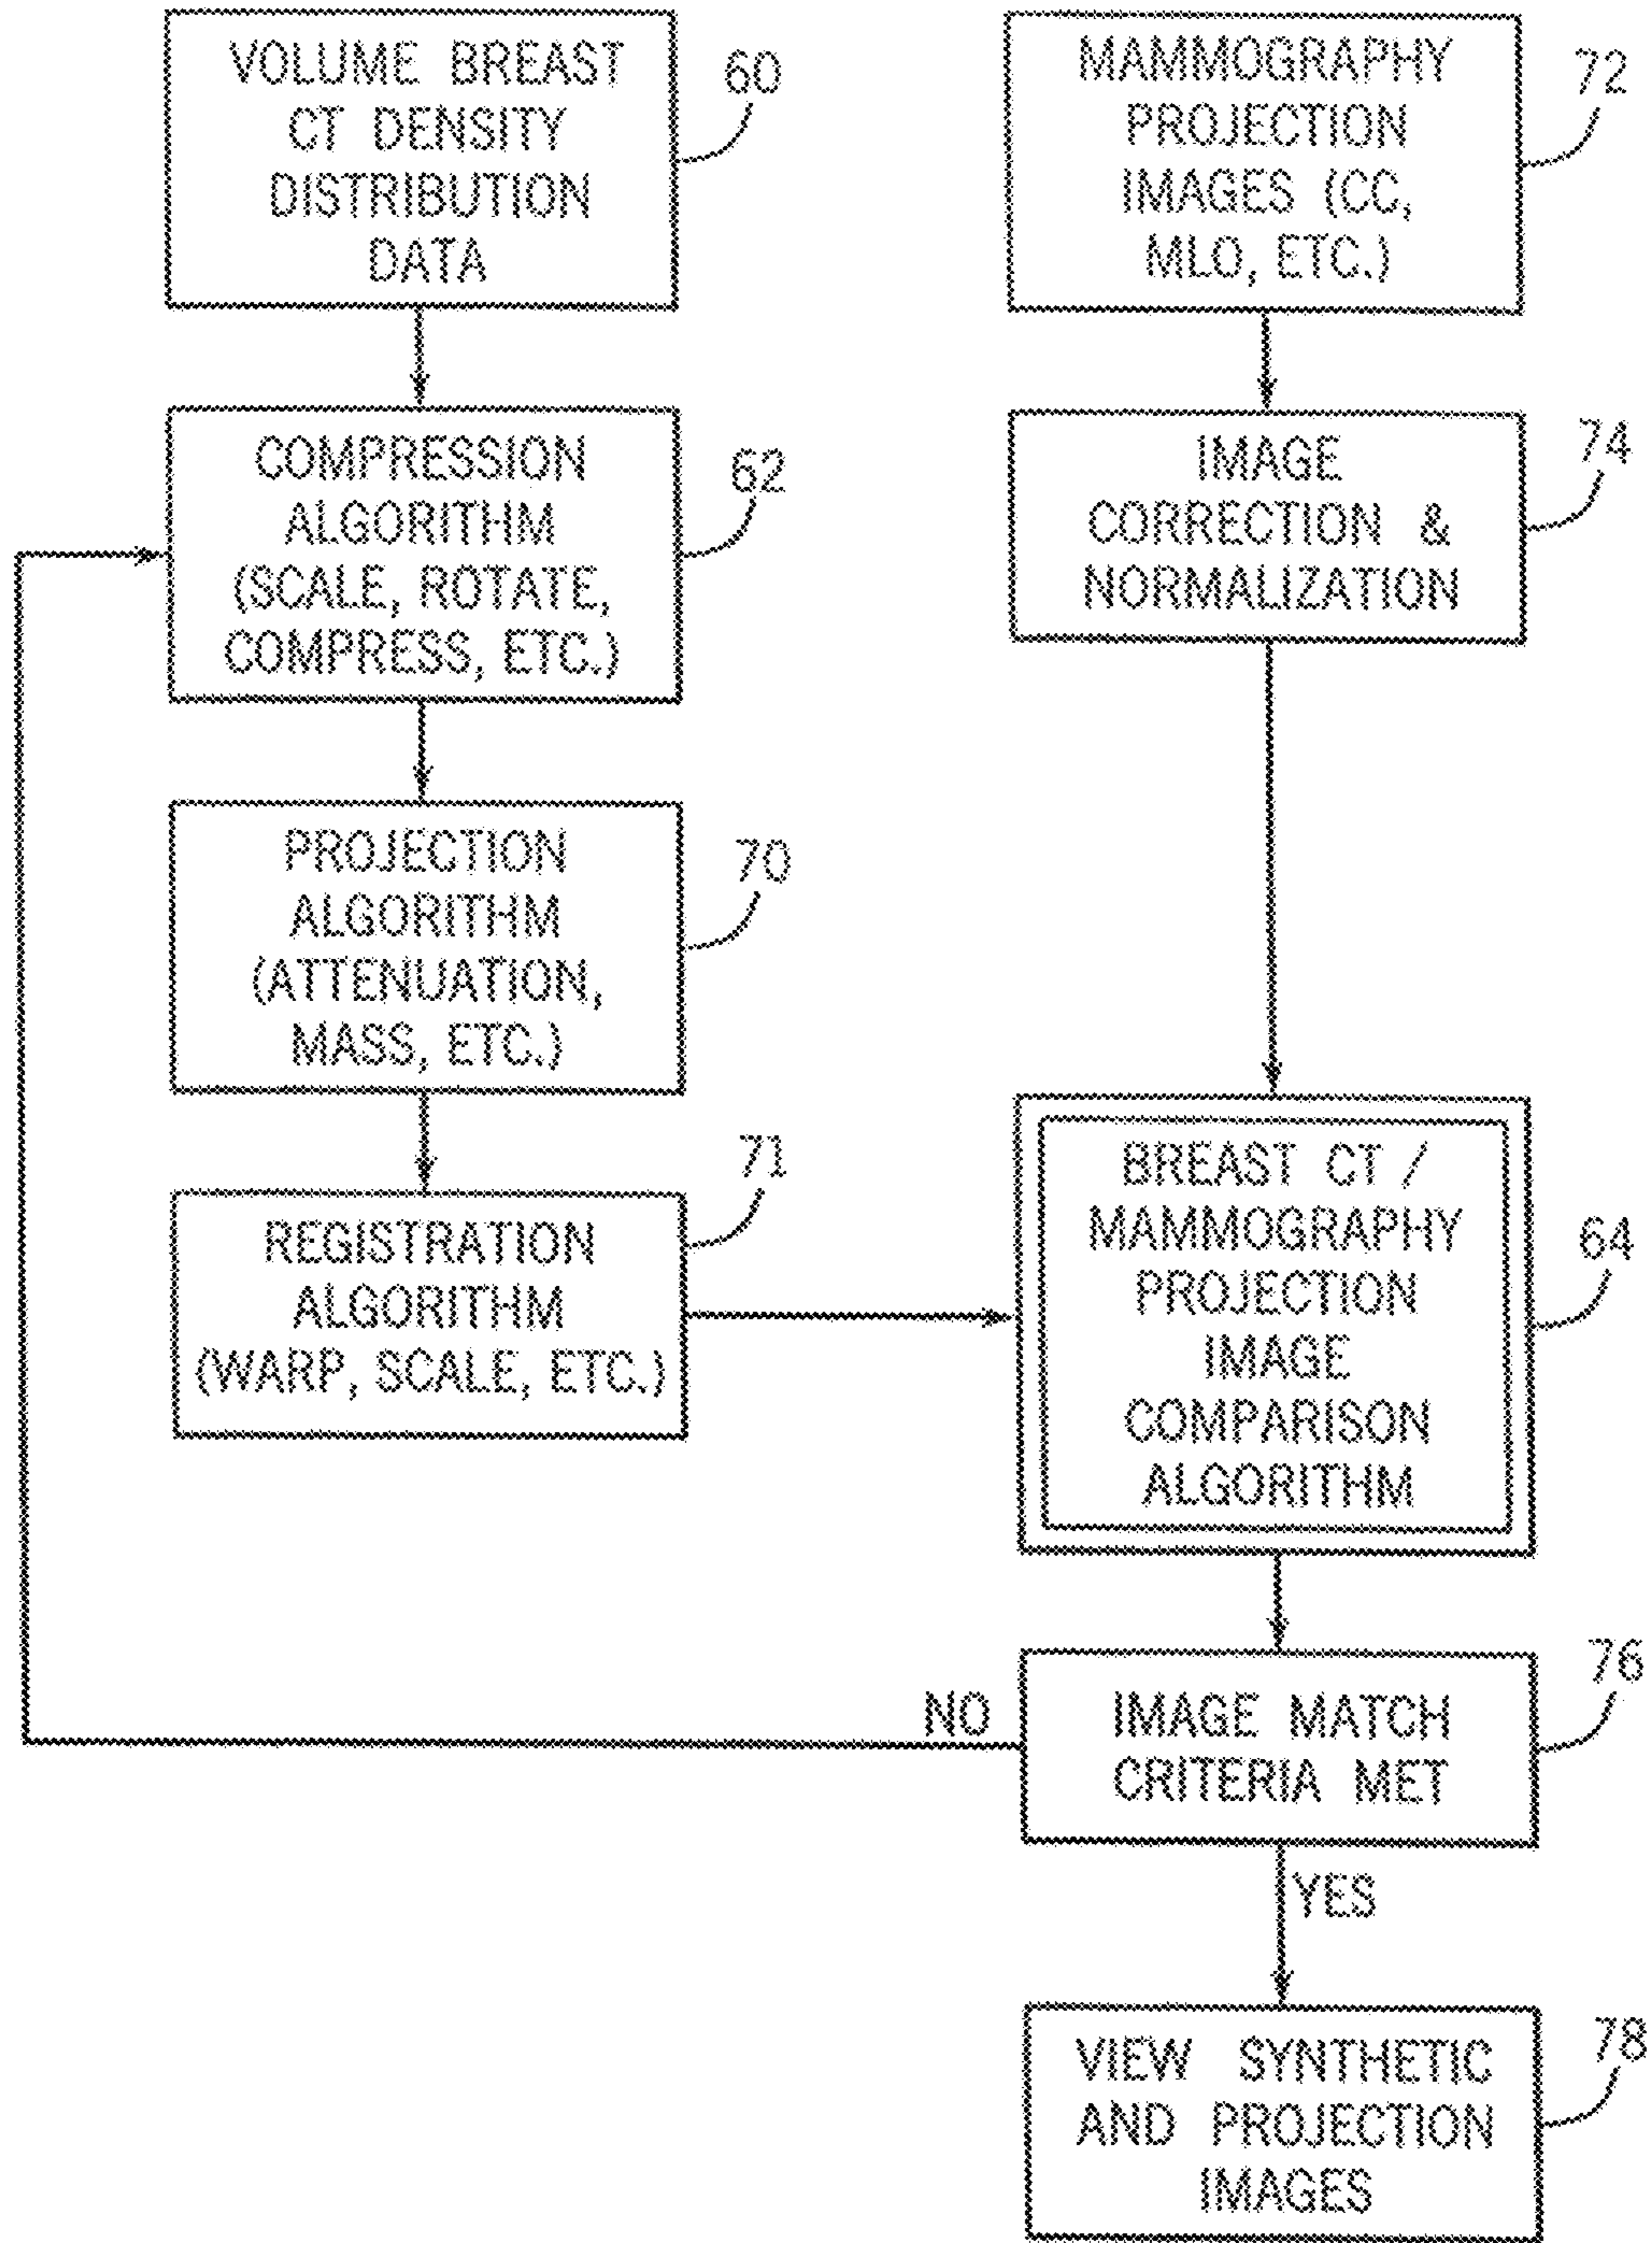 VOLUME BREAST
CT DENSITY
DISTRIBUTION
DATA
60
COMPRESSION
ALGORITHM
(SCALE, ROTATE,
COMPRESS, ETC.)
62
PROJECTION
ALGORITHM
(ATTENUATION,
MASS, ETC.)
70
REGISTRATION
ALGORITHM
(WARP, SCALE, ETC.)
71
MAMMOGRAPHY
PROJECTION
IMAGES (CC,
MLO, ETC.)
72
IMAGE
CORRECTION &
NORMALIZATION
74
BREAST CT /
MAMMOGRAPHY
PROJECTION
IMAGE
COMPARISON
ALGORITHM
64
IMAGE MATCH
CRITERIA MET
76
NO
YES
VIEW SYNTHETIC
AND PROJECTION
IMAGES
78